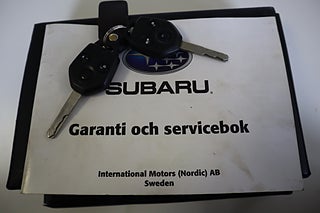 SUBARU
Garanti och servicebok
International Motors (Nordic) AB
Sweden